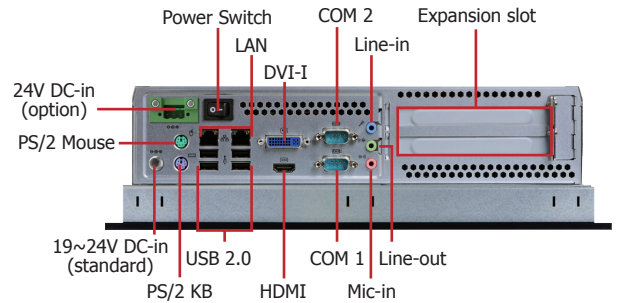 Power Switch
COM 2
Expansion slot
LAN
Line-in
DVI-I
24V DC-in
(option)
PS/2 Mouse
19~24V DC-in
(standard)
USB 2.0
COM 1
Line-out
PS/2 KB
HDMI
Mic-in